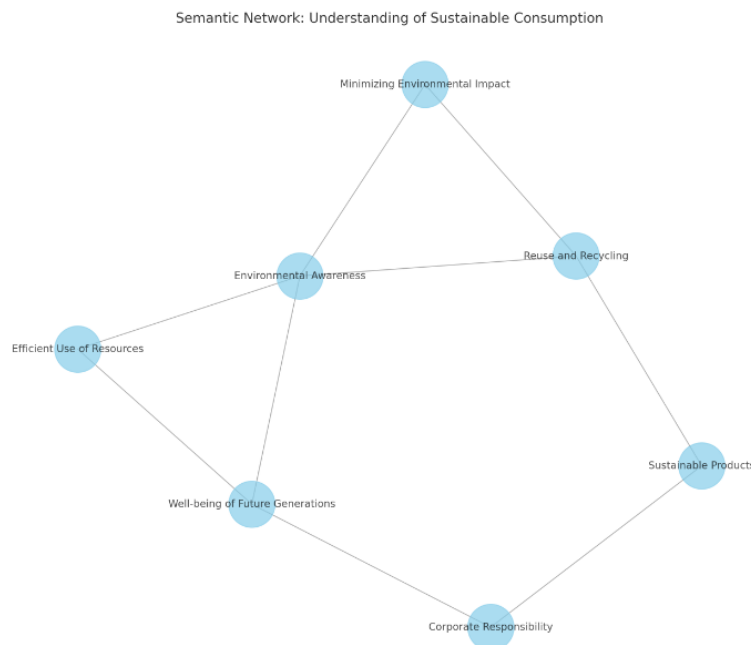 Semantic Network: Understanding of Sustainable Consumption
Minimizing Environmental Impact
Reuse and Recycling
Environmental Awareness
Efficient Use of Resources
Sustainable Products
Well-being of Future Generations
Corporate Responsibility